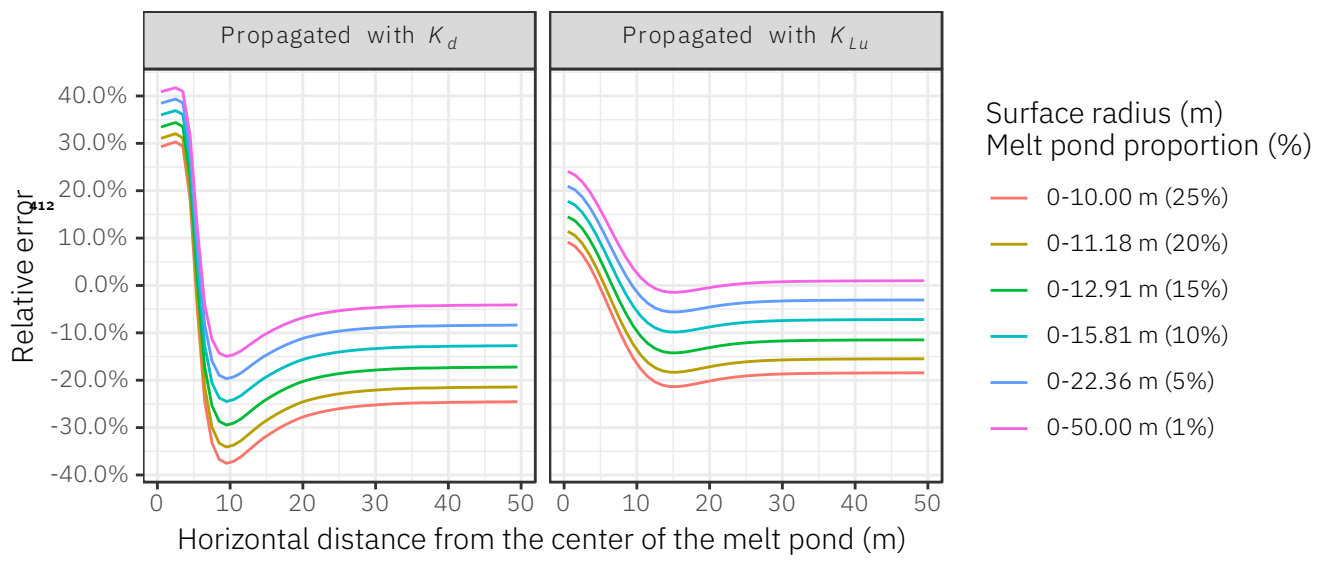 Propagated with K d
Propagated with K Lu
40.0%
30.0%
20.0%
10.0%
0.0%
-10.0%
-20.0%
-30.0%
-40.0%
Relative error
412
0 10 20 30 40 50
0 10 20 30 40 50
Horizontal distance from the center of the melt pond (m)
Surface radius (m)
Melt pond proportion (%)
0-10.00 m (25%)
0-11.18 m (20%)
0-12.91 m (15%)
0-15.81 m (10%)
0-22.36 m (5%)
0-50.00 m (1%)